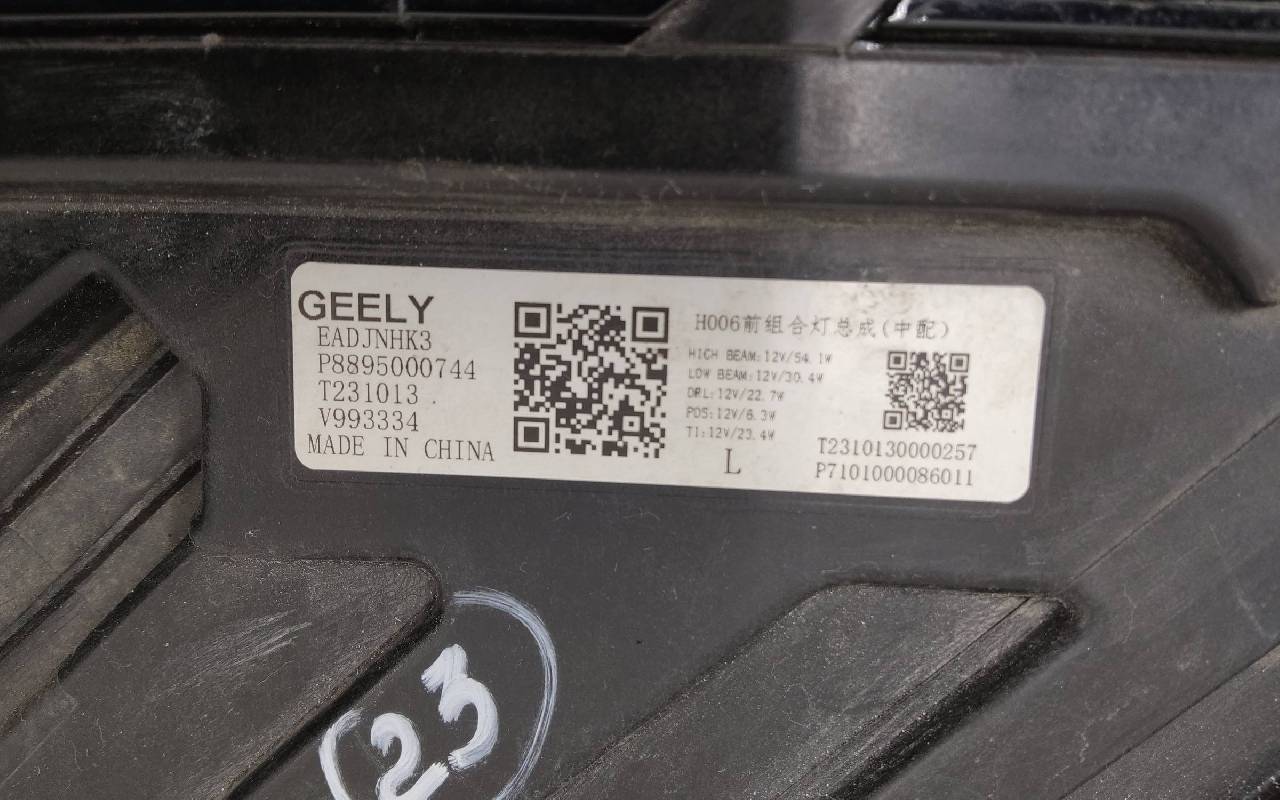 GEELY
EADJNHK3
P8895000744
T231013
V993334
MADE IN CHINA
H006前组合灯总成(中配)
HIGH BEAM:12V/54.1W
LOW BEAM:12V/30.4W
DRL:12V/22.7W
POS:12V/6.3W
TI:12V/23.4W
L
T2310130000257
P7101000086011
23